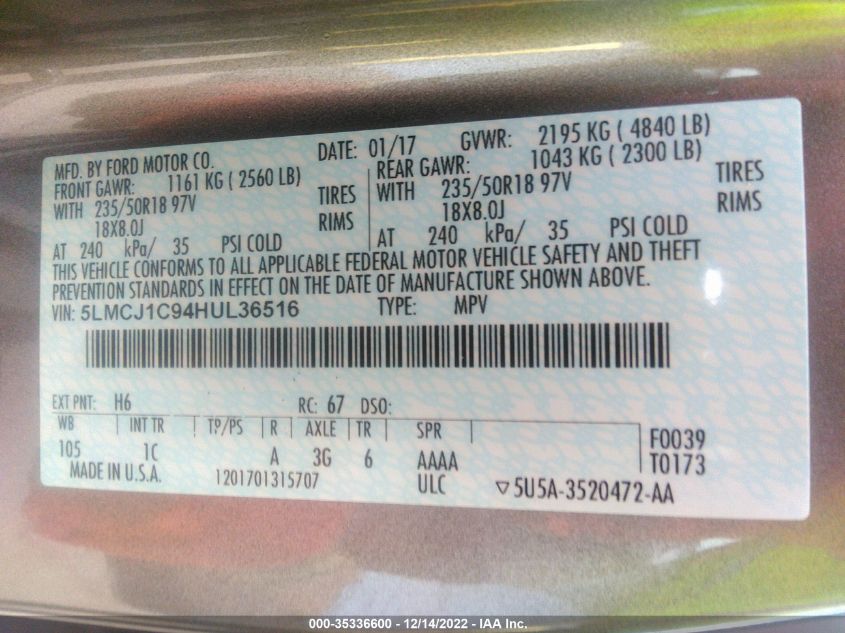 MFD. BY FORD MOTOR CO. DATE: 01/17 GVWR: 2195 KG ( 4840 LB)
FRONT GAWR: 1161 KG ( 2560 LB) REAR GAWR: 1043 KG ( 2300 LB)
WITH 235/50R18 97V TIRES WITH 235/50R18 97V TIRES
18X8.0J RIMS 18X8.0J RIMS
AT 240 kPa/ 35 PSI COLD AT 240 kPa/ 35 PSI COLD
THIS VEHICLE CONFORMS TO ALL APPLICABLE FEDERAL MOTOR VEHICLE SAFETY AND THEFT
PREVENTION STANDARDS IN EFFECT ON THE DATE OF MANUFACTURE SHOWN ABOVE.
VIN: 5LMCJ1C94HUL36516 TYPE: MPV
EXT PNT: H6 RC: 67 DSO:
WB INT TR TP/PS R AXLE TR SPR F0039
105 1C A 3G 6 AAAA T0173
MADE IN U.S.A. 1201701315707 ULC ▽5U5A-3520472-AA
000-35336600 - 12/14/2022 - IAA Inc.